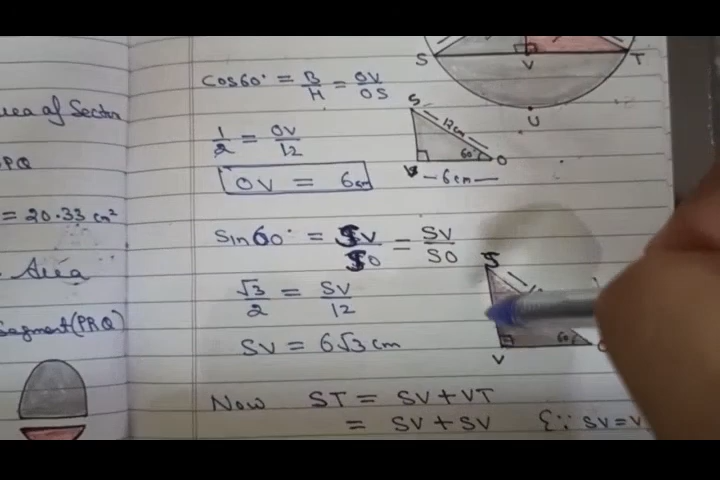 Area of Sector
PQ
= 20.33 cm²
Area
Segment (PRQ)
cos60° = B/H = OV/OS
1/2 = OV/12
OV = 6cm
sin60° = SV/SO = SV/SO
√3/2 = SV/12
SV = 6√3 cm
Now ST = SV + VT
= SV + SV {∵ SV = V
S V T
U
S 12cm 60° O
V -6cm-
S
V 60°